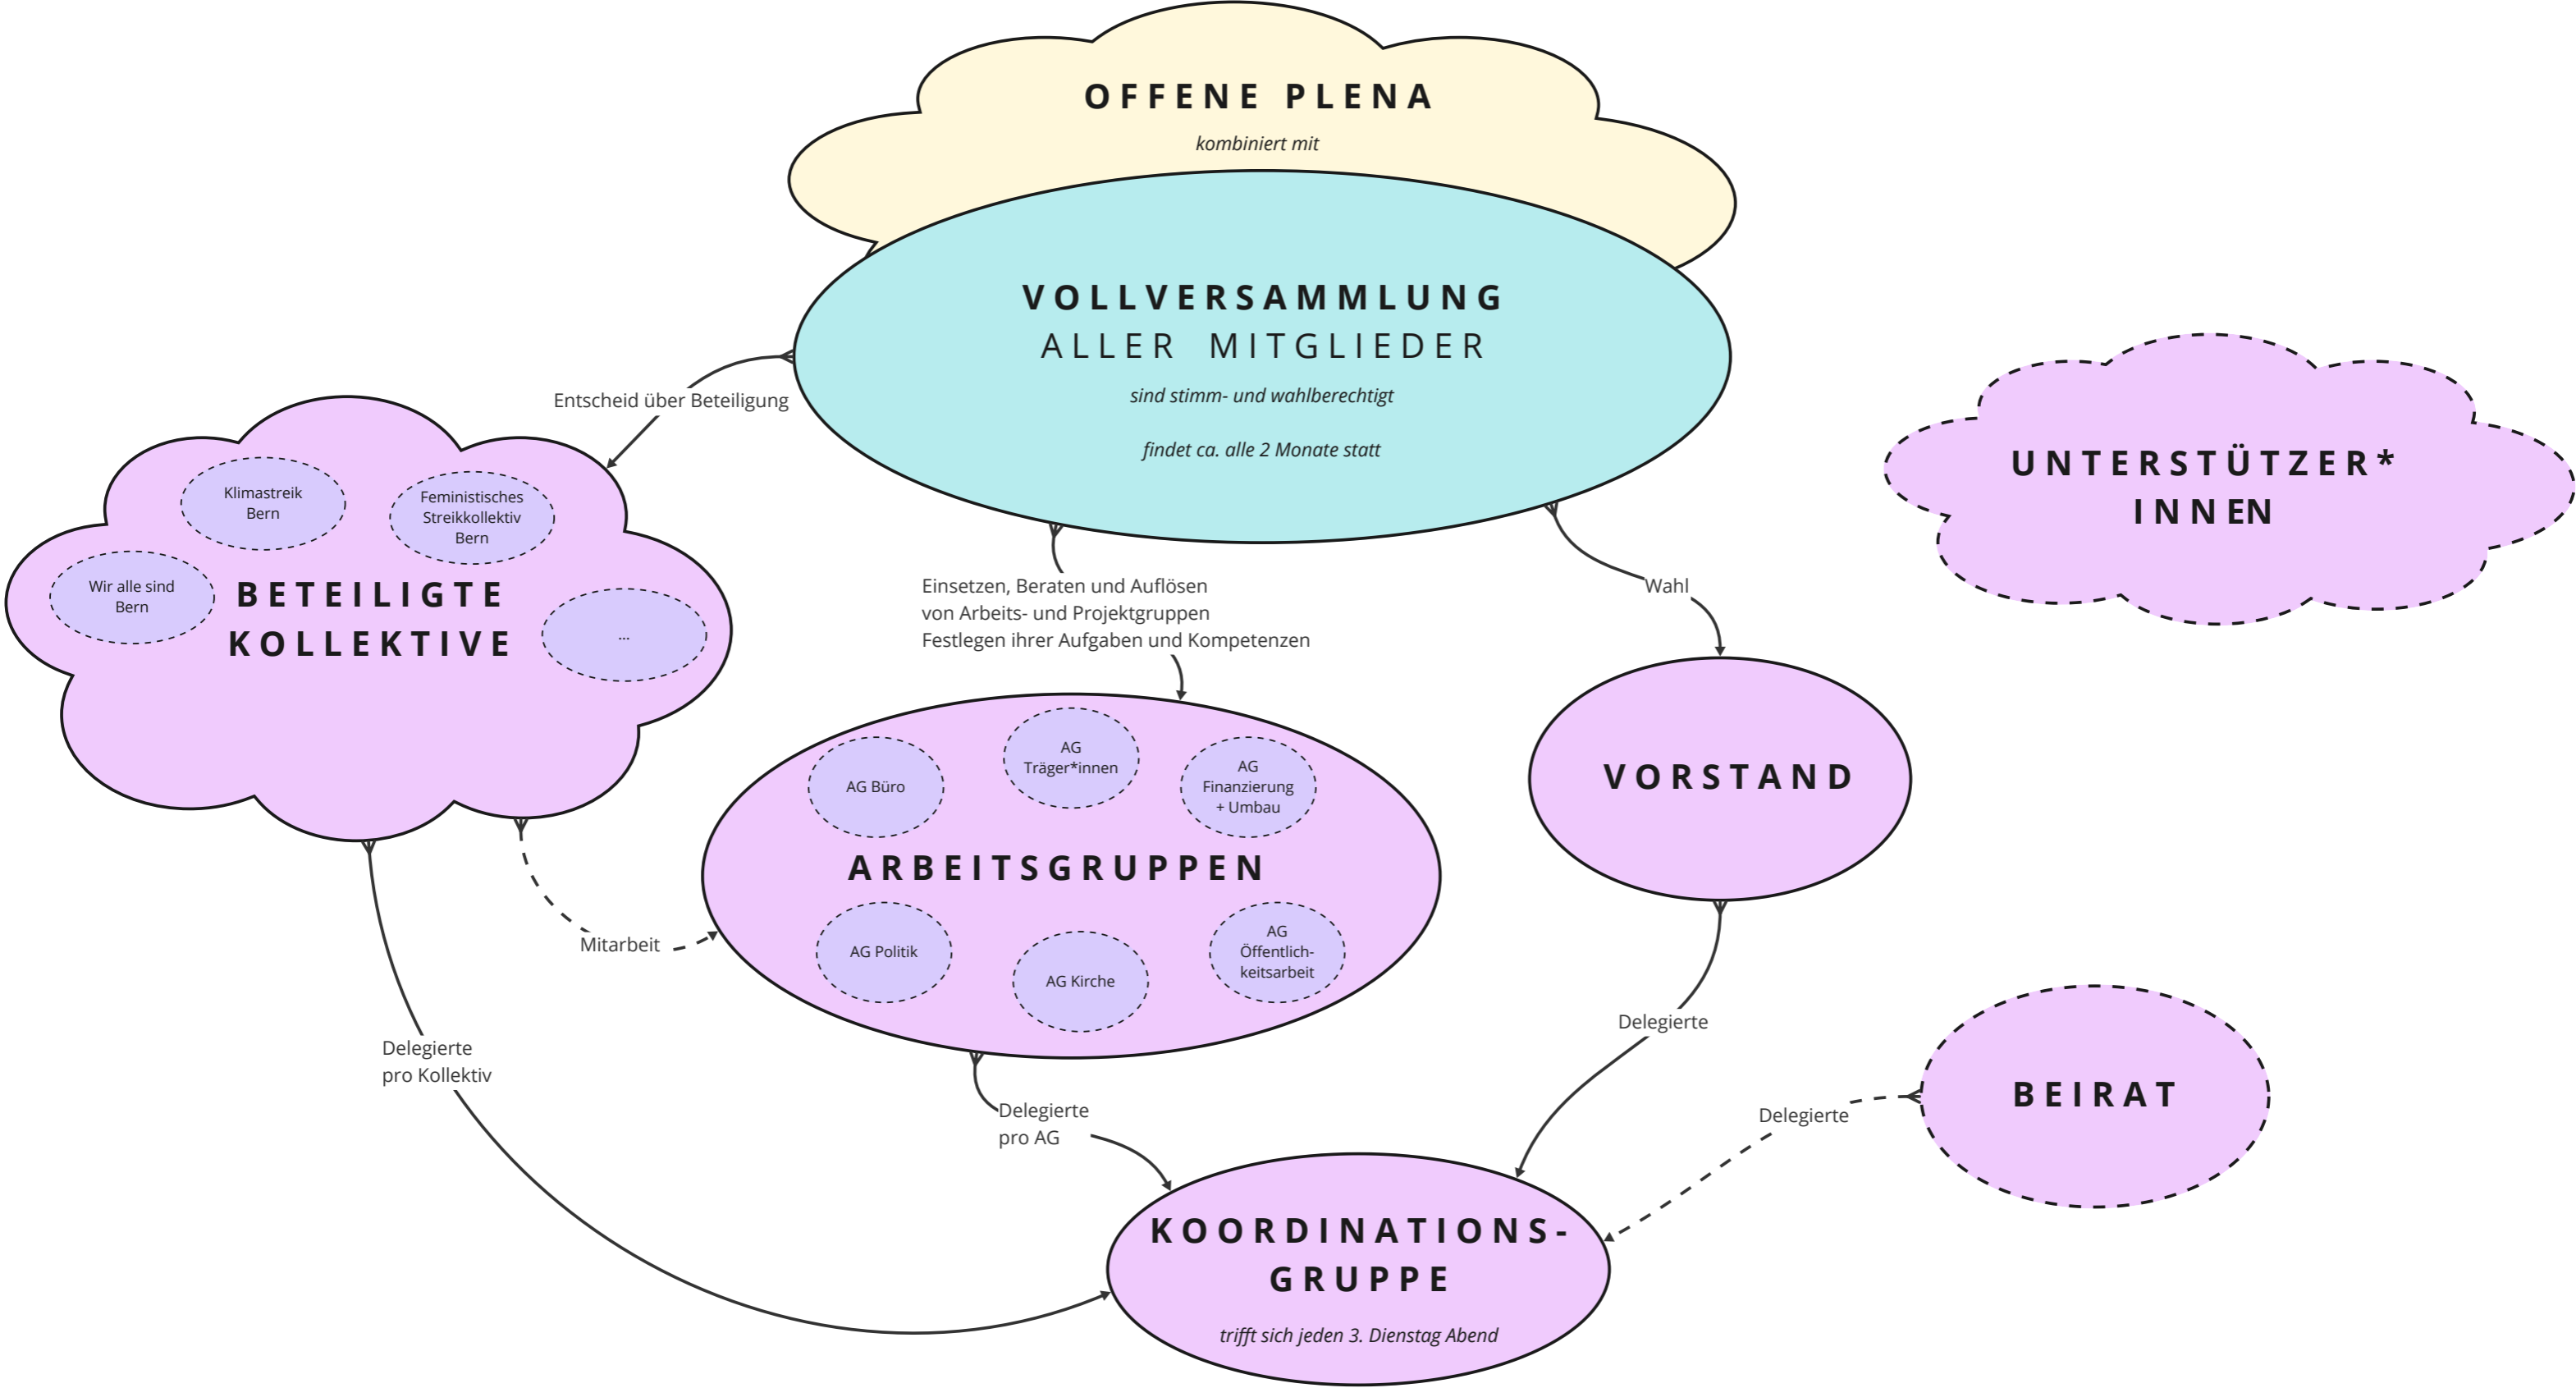 OFFENE PLENA
kombiniert mit
VOLLVERSAMMLUNG
ALLER MITGLIEDER
sind stimm- und wahlberechtigt
findet ca. alle 2 Monate statt
Entscheid über Beteiligung
Klimastreik
Bern
Feministisches
Streikkollektiv
Bern
Wir alle sind
Bern
BETEILIGTE
KOLLEKTIVE
...
UNTERSTÜTZER*
INNEN
Einsetzen, Beraten und Auflösen
von Arbeits- und Projektgruppen
Festlegen ihrer Aufgaben und Kompetenzen
Wahl
VORSTAND
AG Büro
AG
Träger*innen
AG
Finanzierung
+ Umbau
ARBEITSGRUPPEN
AG Politik
AG Kirche
AG
Öffentlich-
keitsarbeit
Mitarbeit
Delegierte
pro Kollektiv
Delegierte
pro AG
Delegierte
Delegierte
BEIRAT
KOORDINATIONS-
GRUPPE
trifft sich jeden 3. Dienstag Abend